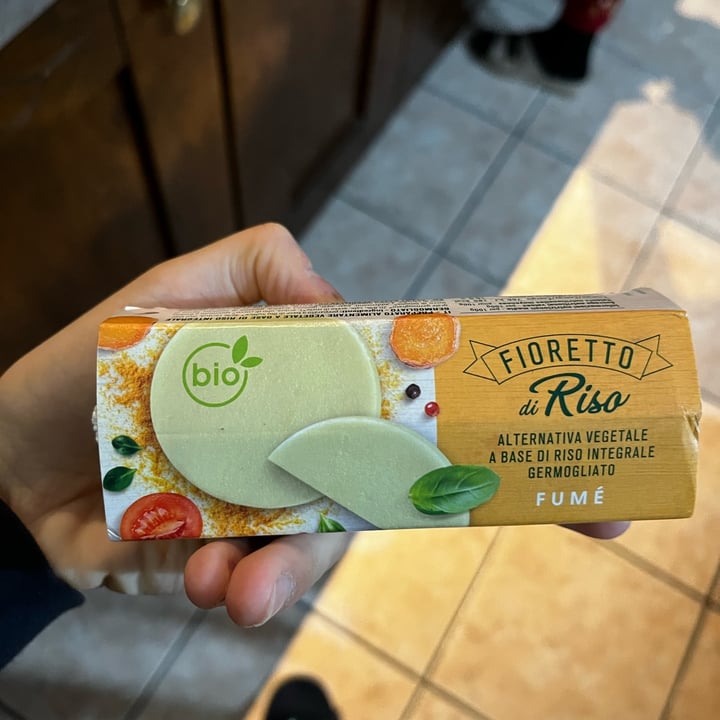 bio
FIORETTO
di Riso
ALTERNATIVA VEGETALE
A BASE DI RISO INTEGRALE
GERMOGLIATO
FUMÉ